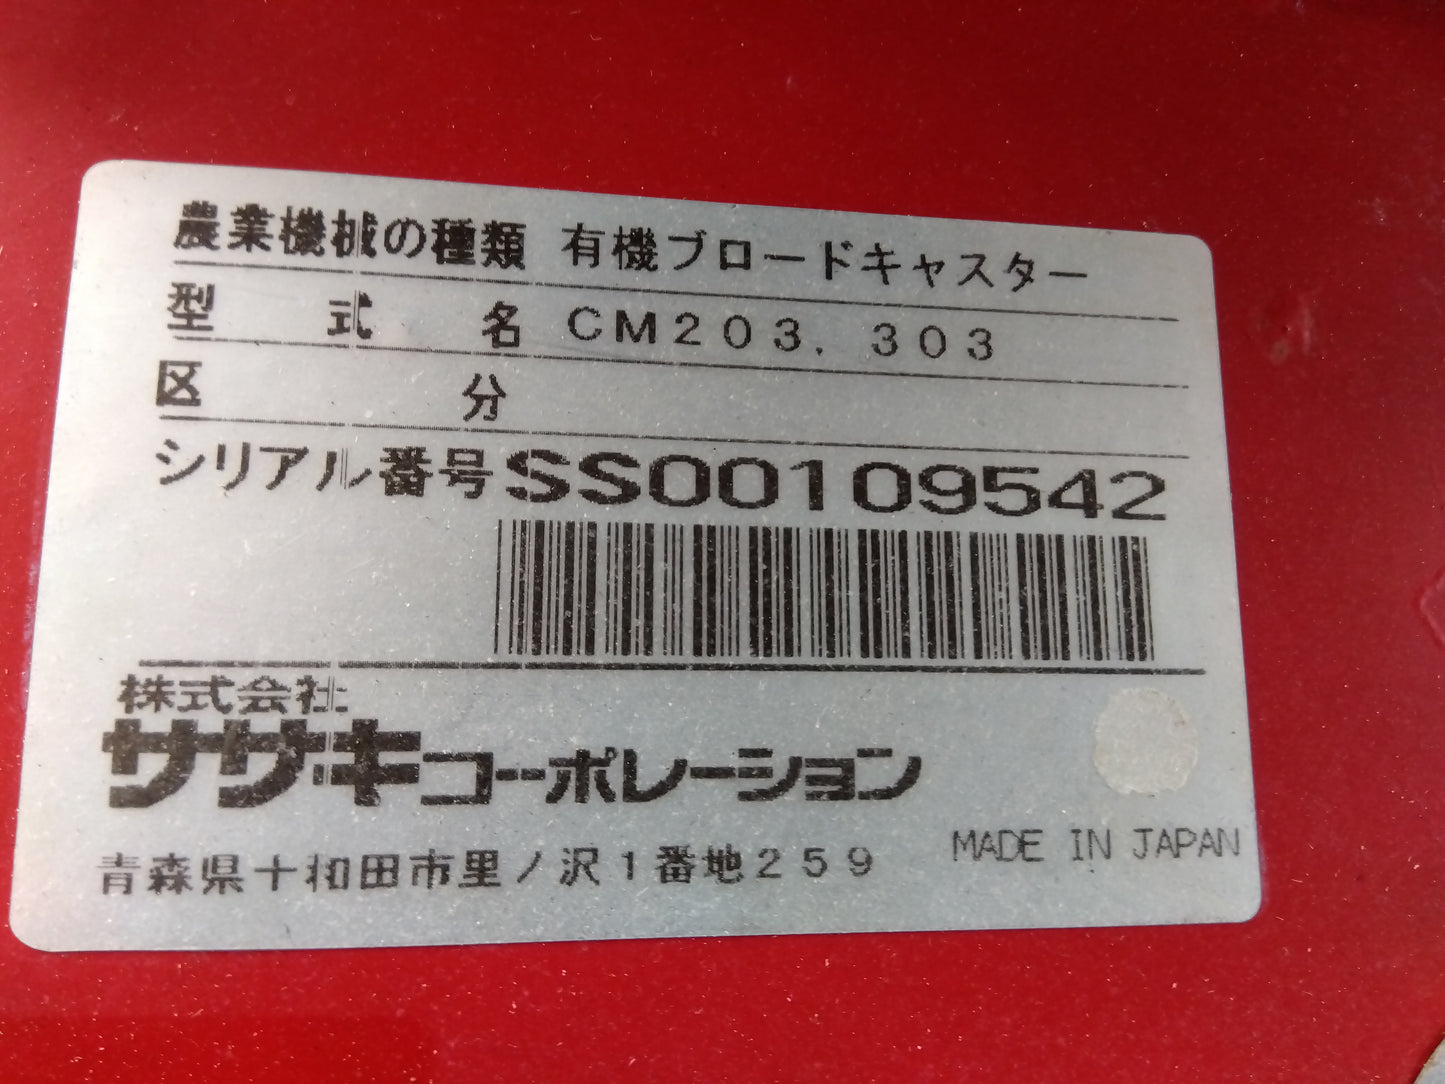 農業機械の種類 有機ブロードキャスター
型式名 CM203.303
区分
シリアル番号 SS00109542
株式会社
ササキコーポレーション
青森県十和田市里ノ沢1番地259
MADE IN JAPAN